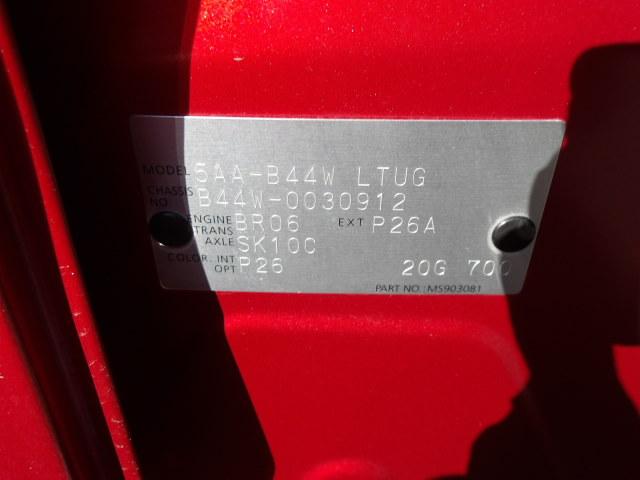 MODEL 5AA-B44W LTUG
CHASSIS NO. B44W-0030912
ENGINE BR06 EXT P26A
TRANS AXLE SK10C
COLOR. INT P26 20G 700
OPT
PART NO.: MS903081